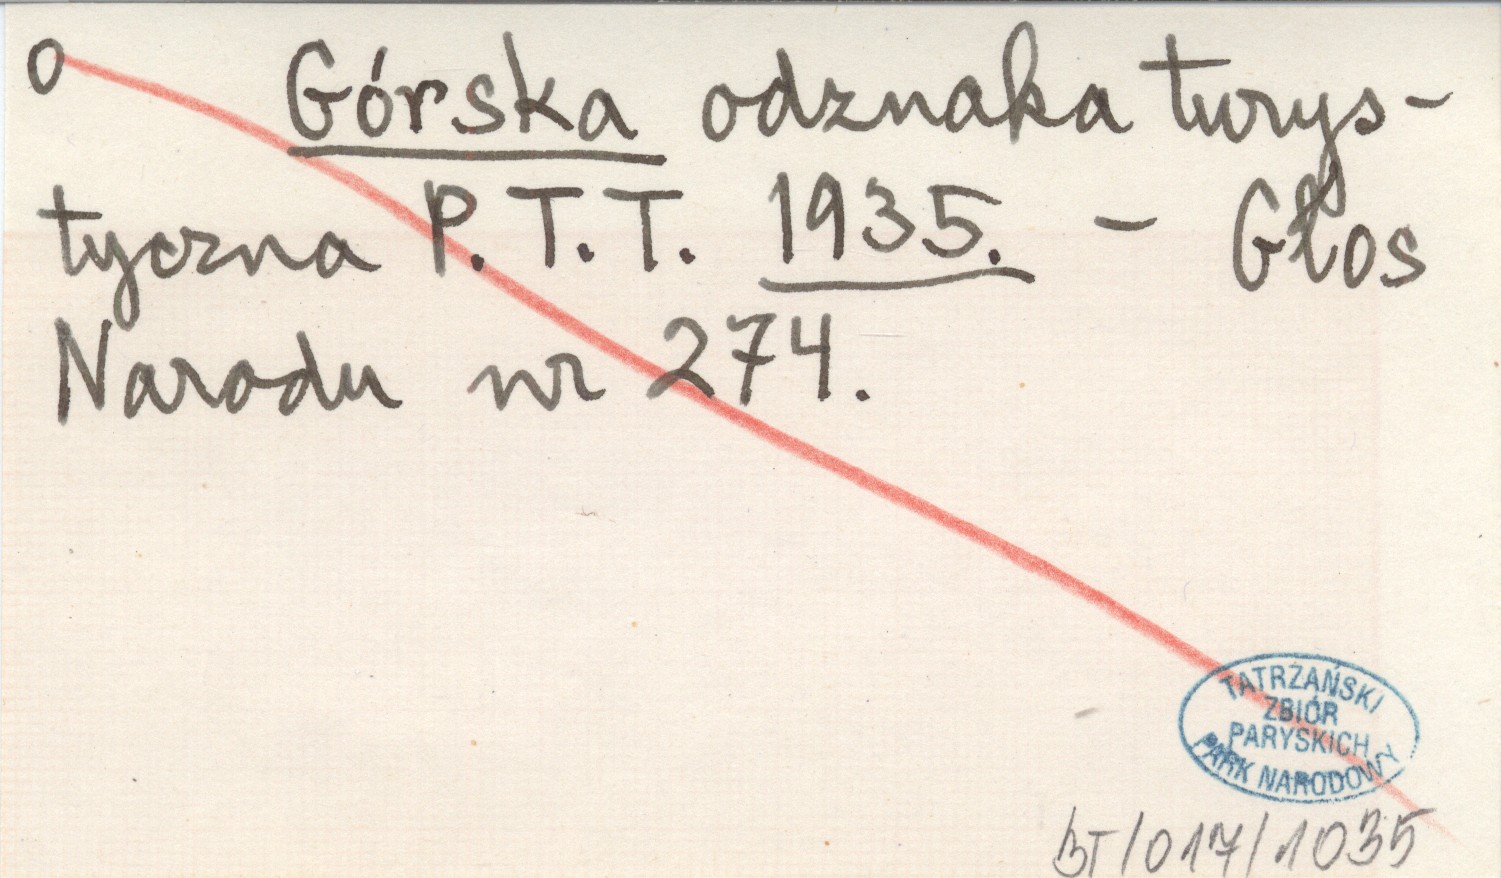 o Górska odznaka turys-
tyczna P. T. T. 1935. - Głos
Narodu nr 274.
TATRZAŃSKI
ZBIÓR
PARYSKICH
PARK NARODOWY
BT/017/1035